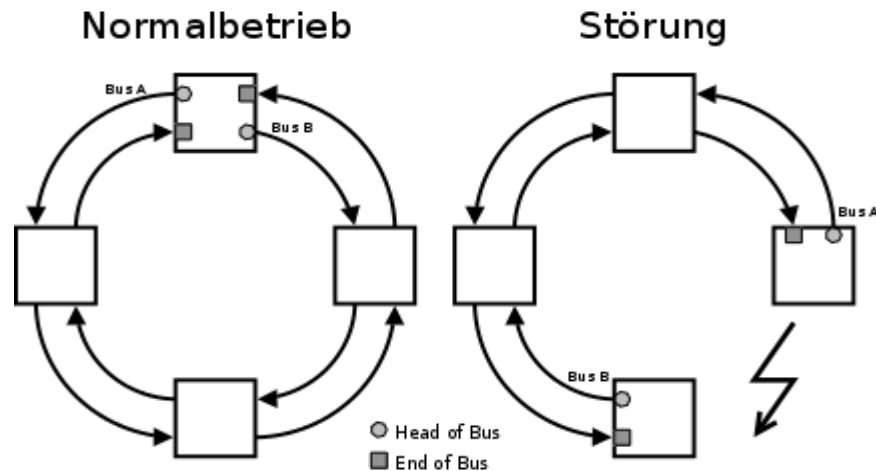 Normalbetrieb
Störung
Bus A
Bus B
Bus A
Bus B
Head of Bus
End of Bus